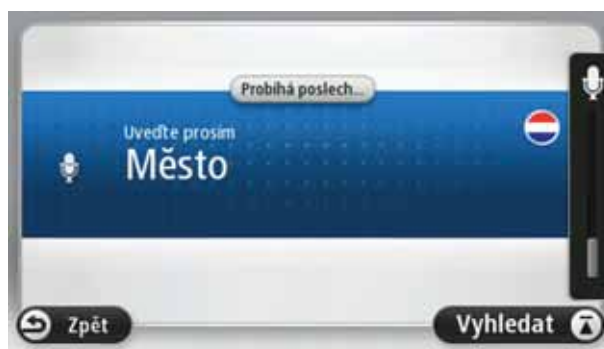 Probíhá poslech...
Uveďte prosím
Město
Zpět
Vyhledat